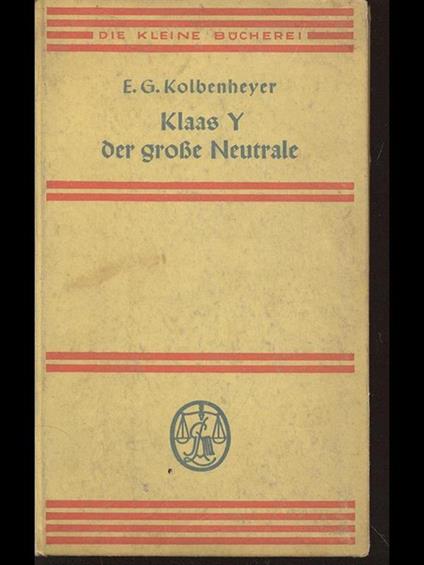 DIE KLEINE BÜCHEREI
E. G. Kolbenheyer
Klaas Y
der große Neutrale